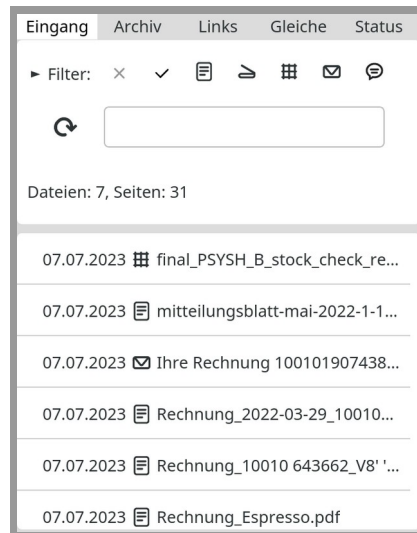 Eingang Archiv Links Gleiche Status
Filter:
Dateien: 7, Seiten: 31
07.07.2023 final_PSYSH_B_stock_check_re...
07.07.2023 mitteilungsblatt-mai-2022-1-1...
07.07.2023 Ihre Rechnung 100101907438...
07.07.2023 Rechnung_2022-03-29_10010...
07.07.2023 Rechnung_10010 643662_V8' '...
07.07.2023 Rechnung_Espresso.pdf